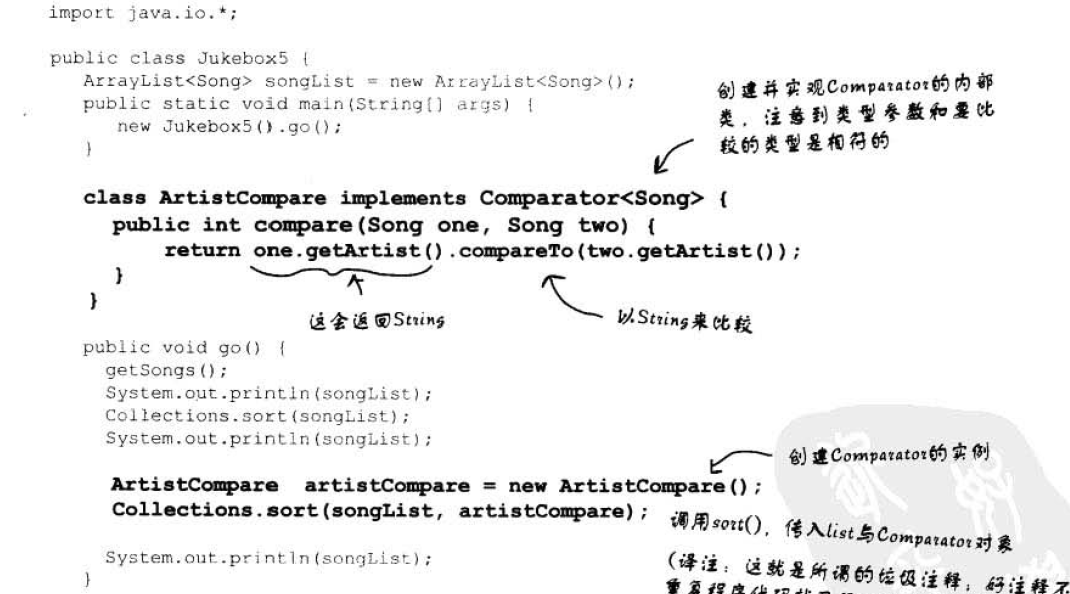 import java.io.*;
public class Jukebox5 {
ArrayList<Song> songList = new ArrayList<Song>();
public static void main(String[] args) {
new Jukebox5().go();
}
创建并实现Comparator的内部
类，注意到类型参数和要比
较的类型是相符的
class ArtistCompare implements Comparator<Song> {
public int compare(Song one, Song two) {
return one.getArtist().compareTo(two.getArtist());
}
}
这会返回String
以String来比较
public void go() {
getSongs();
System.out.println(songList);
Collections.sort(songList);
System.out.println(songList);
创建Comparator的实例
ArtistCompare artistCompare = new ArtistCompare();
Collections.sort(songList, artistCompare);
调用sort()，传入list与Comparator对象
System.out.println(songList);
}
(译注：这就是所谓的垃圾注释，好注释不